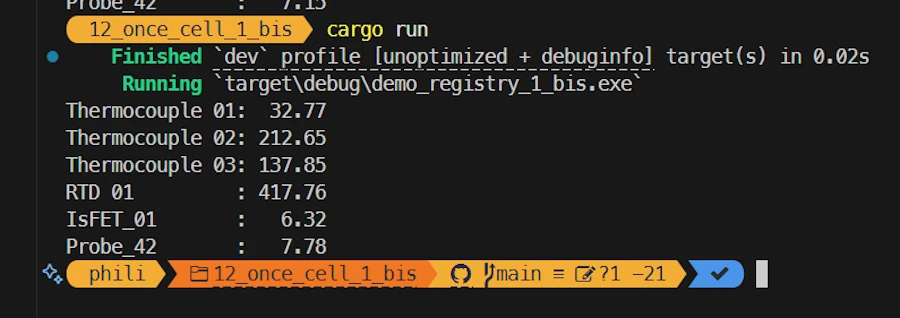 Probe_42         :   7.15
12_once_cell_1_bis  cargo run
    Finished `dev` profile [unoptimized + debuginfo] target(s) in 0.02s
     Running `target\debug\demo_registry_1_bis.exe`
Thermocouple 01:  32.77
Thermocouple 02: 212.65
Thermocouple 03: 137.85
RTD 01         : 417.76
IsFET_01       :   6.32
Probe_42       :   7.78
phili  12_once_cell_1_bis  main ≡ ?1 ~21